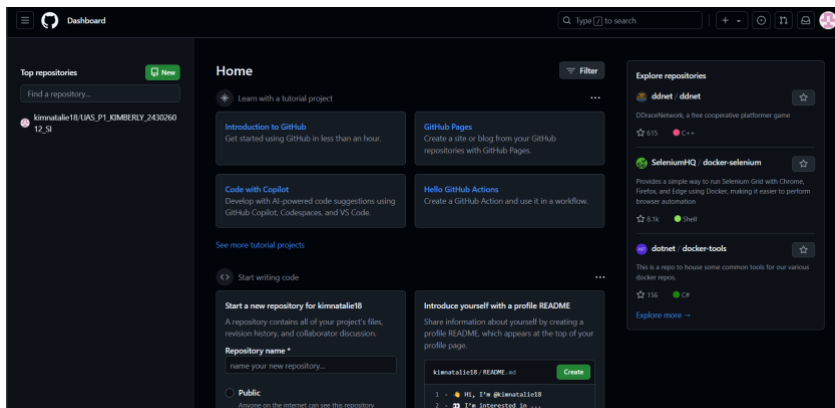 Dashboard
Type / to search
Top repositories
New
Find a repository...
kimnatalie18/UAS_P1_KIMBERLY_2430260
12_SI
Home
Filter
Learn with a tutorial project
Introduction to GitHub
Get started using GitHub in less than an hour.
GitHub Pages
Create a site or blog from your GitHub
repositories with GitHub Pages.
Code with Copilot
Develop with AI-powered code suggestions using
GitHub Copilot, Codespaces, and VS Code.
Hello GitHub Actions
Create a GitHub Action and use it in a workflow.
See more tutorial projects
Start writing code
Start a new repository for kimnatalie18
A repository contains all of your project's files,
revision history, and collaborator discussion.
Repository name *
name your new repository...
Public
Anyone on the internet can see this repository
Introduce yourself with a profile README
Share information about yourself by creating a
profile README, which appears at the top of your
profile page.
kimnatalie18/README.md
Create
1 - 👋 Hi, I'm @kimnatalie18
2 - 👀 I'm interested in ...
Explore repositories
ddnet / ddnet
DDraceNetwork, a free cooperative platformer game
615
C++
SeleniumHQ / docker-selenium
Provides a simple way to run Selenium Grid with Chrome,
Firefox, and Edge using Docker, making it easier to perform
browser automation
8.1k
Shell
dotnet / docker-tools
This is a repo to house some common tools for our various
docker repos.
156
C#
Explore more →